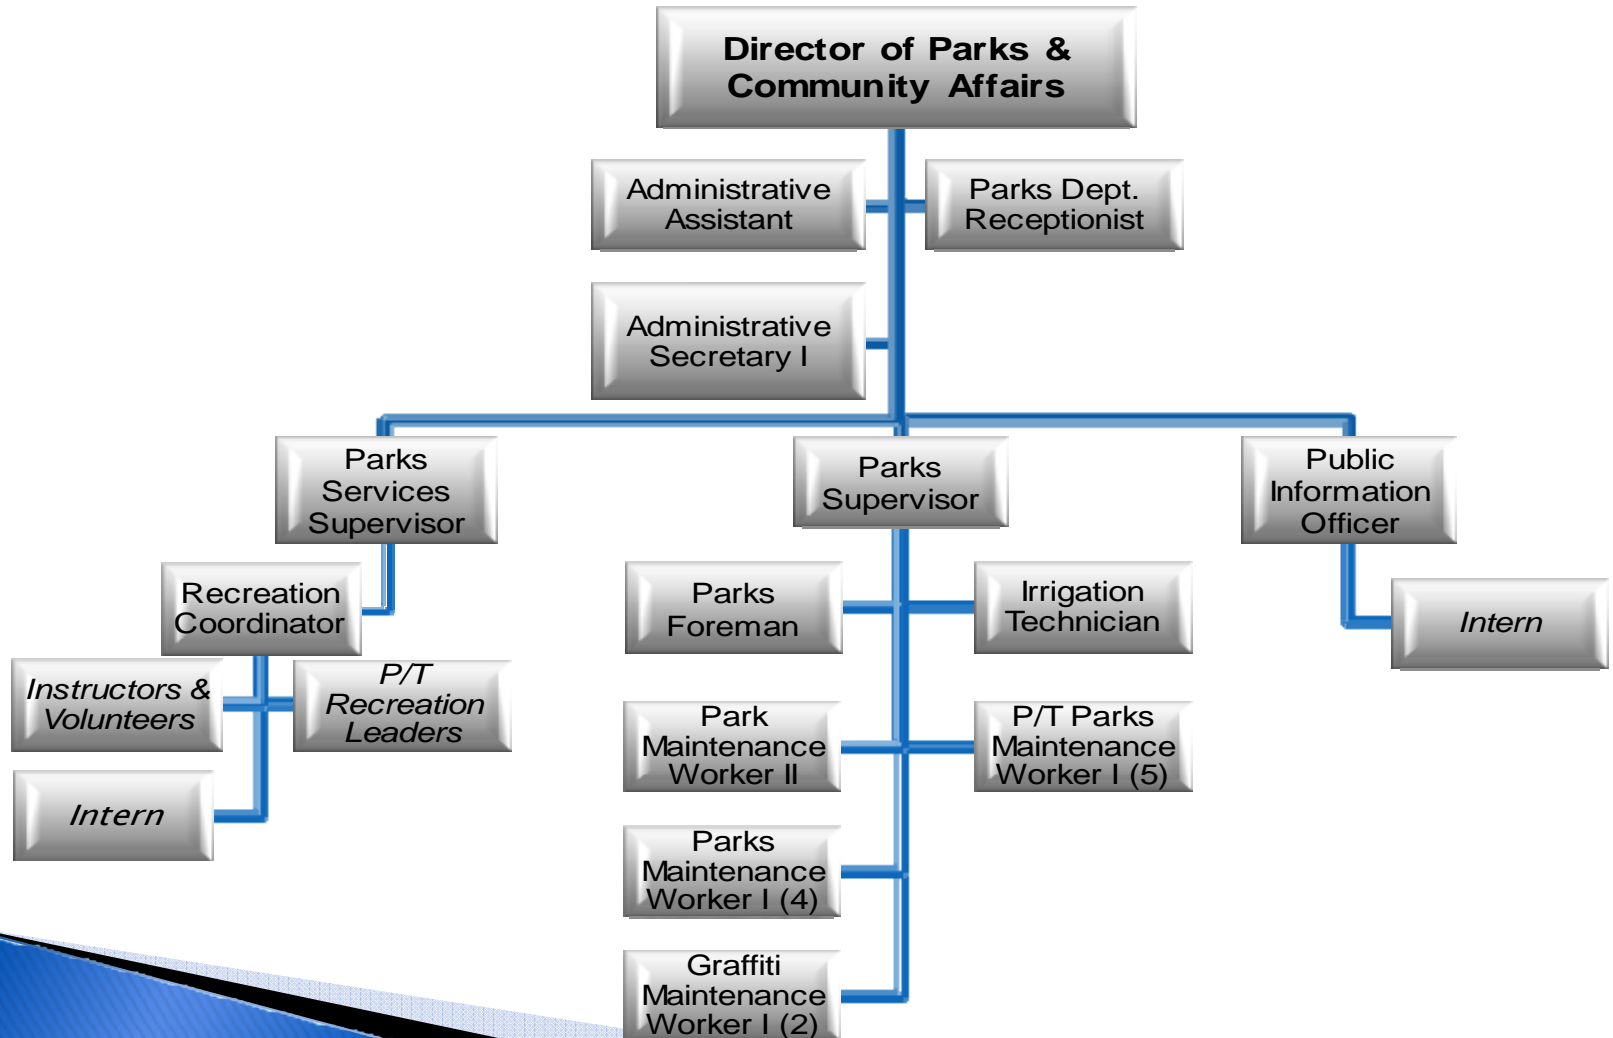 Director of Parks &
Community Affairs
Administrative
Assistant
Parks Dept.
Receptionist
Administrative
Secretary I
Parks
Services
Supervisor
Parks
Supervisor
Public
Information
Officer
Recreation
Coordinator
Parks
Foreman
Irrigation
Technician
Intern
Instructors &
Volunteers
P/T
Recreation
Leaders
Park
Maintenance
Worker II
P/T Parks
Maintenance
Worker I (5)
Intern
Parks
Maintenance
Worker I (4)
Graffiti
Maintenance
Worker I (2)